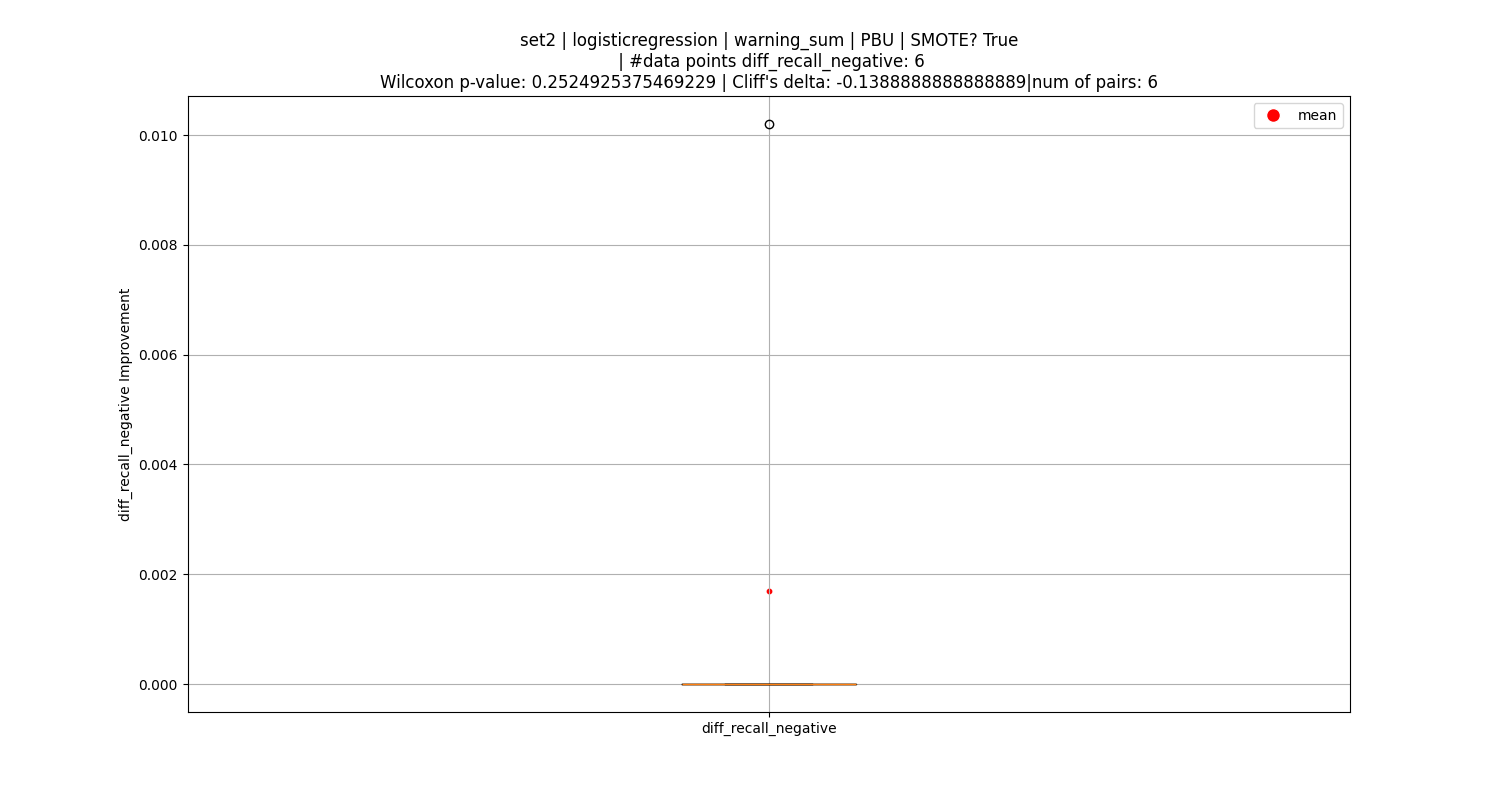 set2 | logisticregression | warning_sum | PBU | SMOTE? True
| #data points diff_recall_negative: 6
Wilcoxon p-value: 0.2524925375469229 | Cliff's delta: -0.1388888888888889|num of pairs: 6
mean
0.010
0.008
0.006
0.004
0.002
0.000
diff_recall_negative Improvement
diff_recall_negative